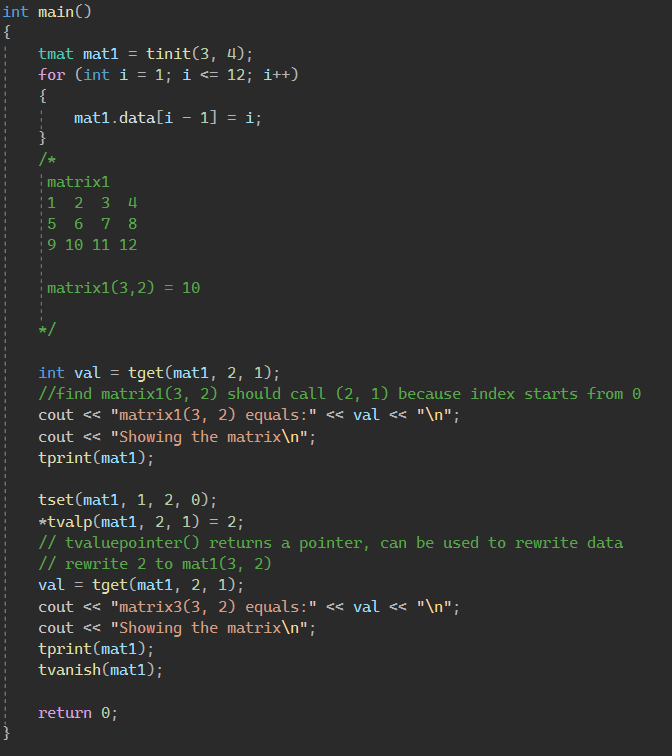 int main()
{
    tmat mat1 = tinit(3, 4);
    for (int i = 1; i <= 12; i++)
    {
        mat1.data[i - 1] = i;
    }
    /*
     matrix1
     1  2  3  4
     5  6  7  8
     9 10 11 12

     matrix1(3,2) = 10

    */

    int val = tget(mat1, 2, 1);
    //find matrix1(3, 2) should call (2, 1) because index starts from 0
    cout << "matrix1(3, 2) equals:" << val << "\n";
    cout << "Showing the matrix\n";
    tprint(mat1);

    tset(mat1, 1, 2, 0);
    *tvalp(mat1, 2, 1) = 2;
    // tvaluepointer() returns a pointer, can be used to rewrite data
    // rewrite 2 to mat1(3, 2)
    val = tget(mat1, 2, 1);
    cout << "matrix3(3, 2) equals:" << val << "\n";
    cout << "Showing the matrix\n";
    tprint(mat1);
    tvanish(mat1);

    return 0;
}